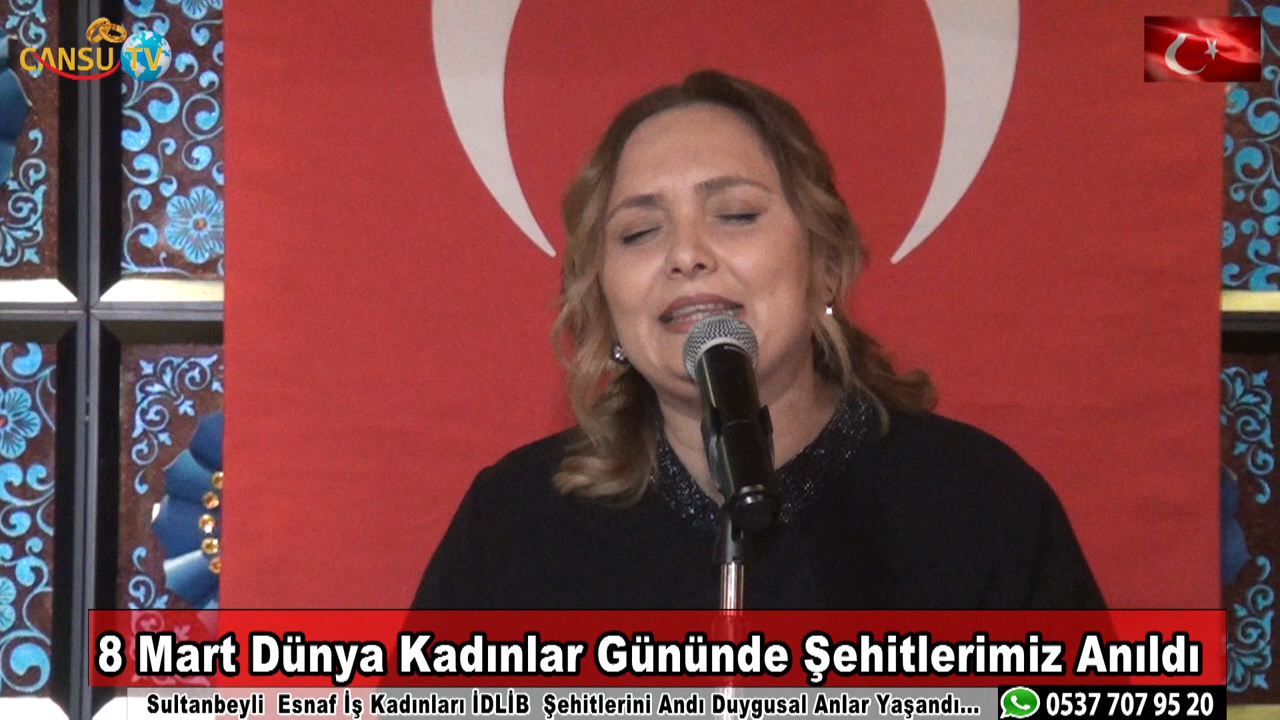 CANSU TV
8 Mart Dünya Kadınlar Gününde Şehitlerimiz Anıldı
Sultanbeyli Esnaf İş Kadınları İDLİB Şehitlerini Andı Duygusal Anlar Yaşandı...
0537 707 95 20